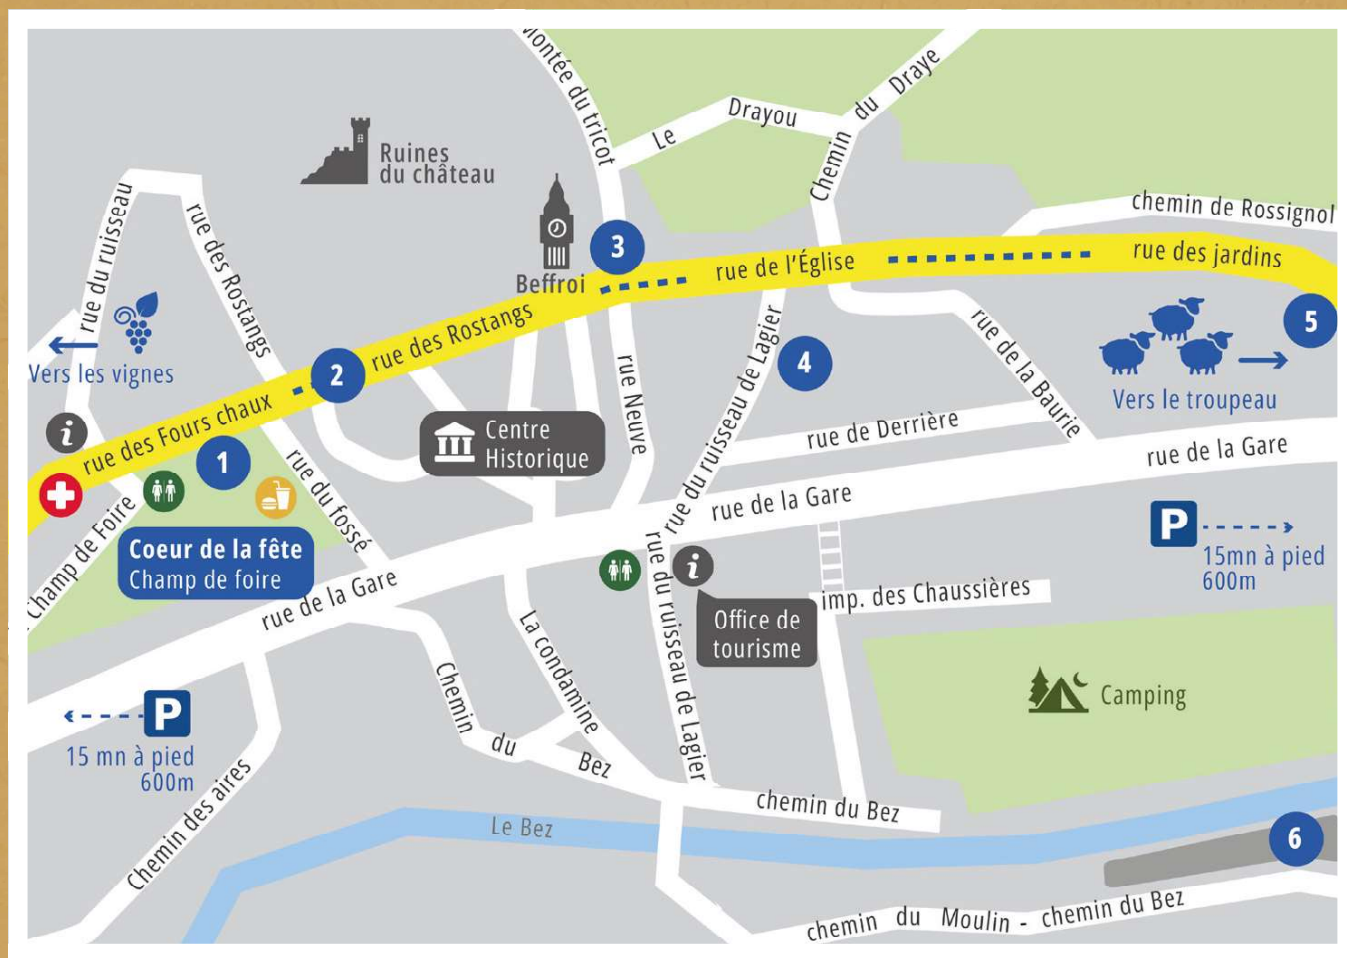 Montée du tricot
Le Drayou
Chemin du Draye
Ruines
du château
chemin de Rossignol
rue du ruisseau
rue des Rostangs
3
Beffroi
rue de l'Église
rue des jardins
rue des Rostangs
5
Vers les vignes
2
rue Neuve
rue du ruisseau de Lagier
4
rue de la Baurie
Vers le troupeau
i
rue des Fours chaux
1
Centre
Historique
rue de Derrière
rue de la Gare
rue du fossé
rue de la Gare
Champ de Foire
Coeur de la fête
Champ de foire
P
15mn à pied
600m
rue de la Gare
i
rue du ruisseau de Lagier
imp. des Chaussières
Office de
tourisme
La condamine
Camping
P
15 mn à pied
600m
Chemin du Bez
chemin du Bez
Chemin des aires
Le Bez
6
chemin du Moulin - chemin du Bez